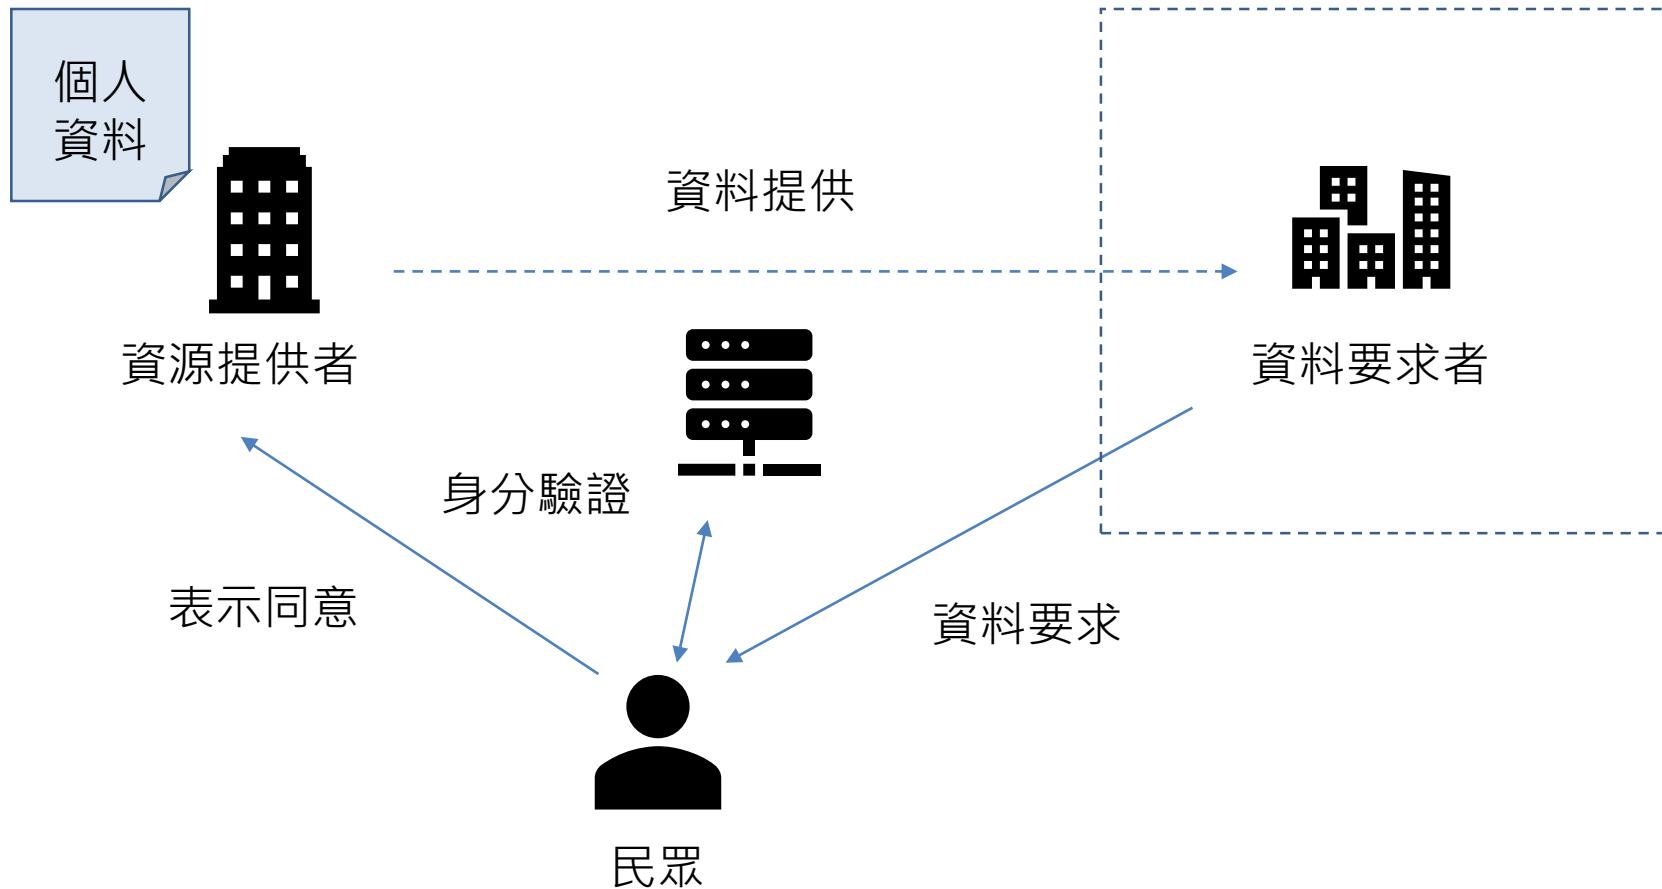 個人
資料
資料提供
資源提供者
資料要求者
身分驗證
表示同意
資料要求
民眾